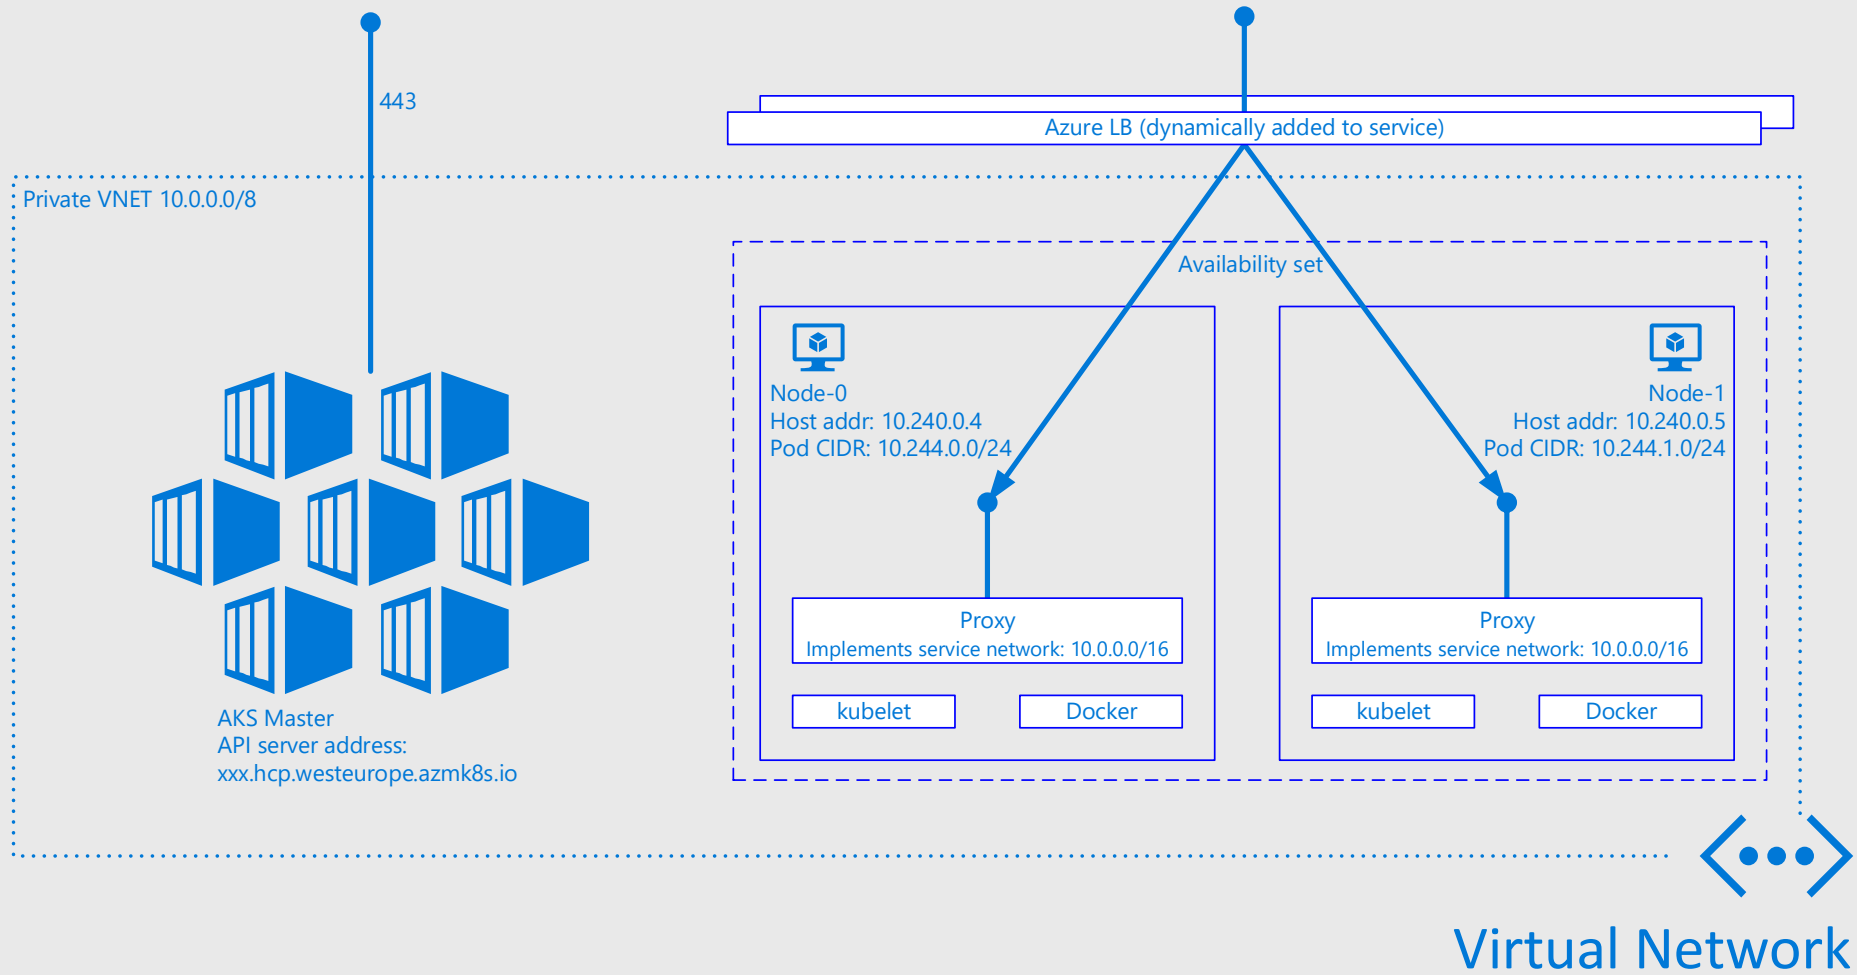 443
Azure LB (dynamically added to service)
Private VNET 10.0.0.0/8
Availability set
Node-0
Host addr: 10.240.0.4
Pod CIDR: 10.244.0.0/24
Node-1
Host addr: 10.240.0.5
Pod CIDR: 10.244.1.0/24
Proxy
Implements service network: 10.0.0.0/16
Proxy
Implements service network: 10.0.0.0/16
kubelet
Docker
kubelet
Docker
AKS Master
API server address:
xxx.hcp.westeurope.azmk8s.io
Virtual Network